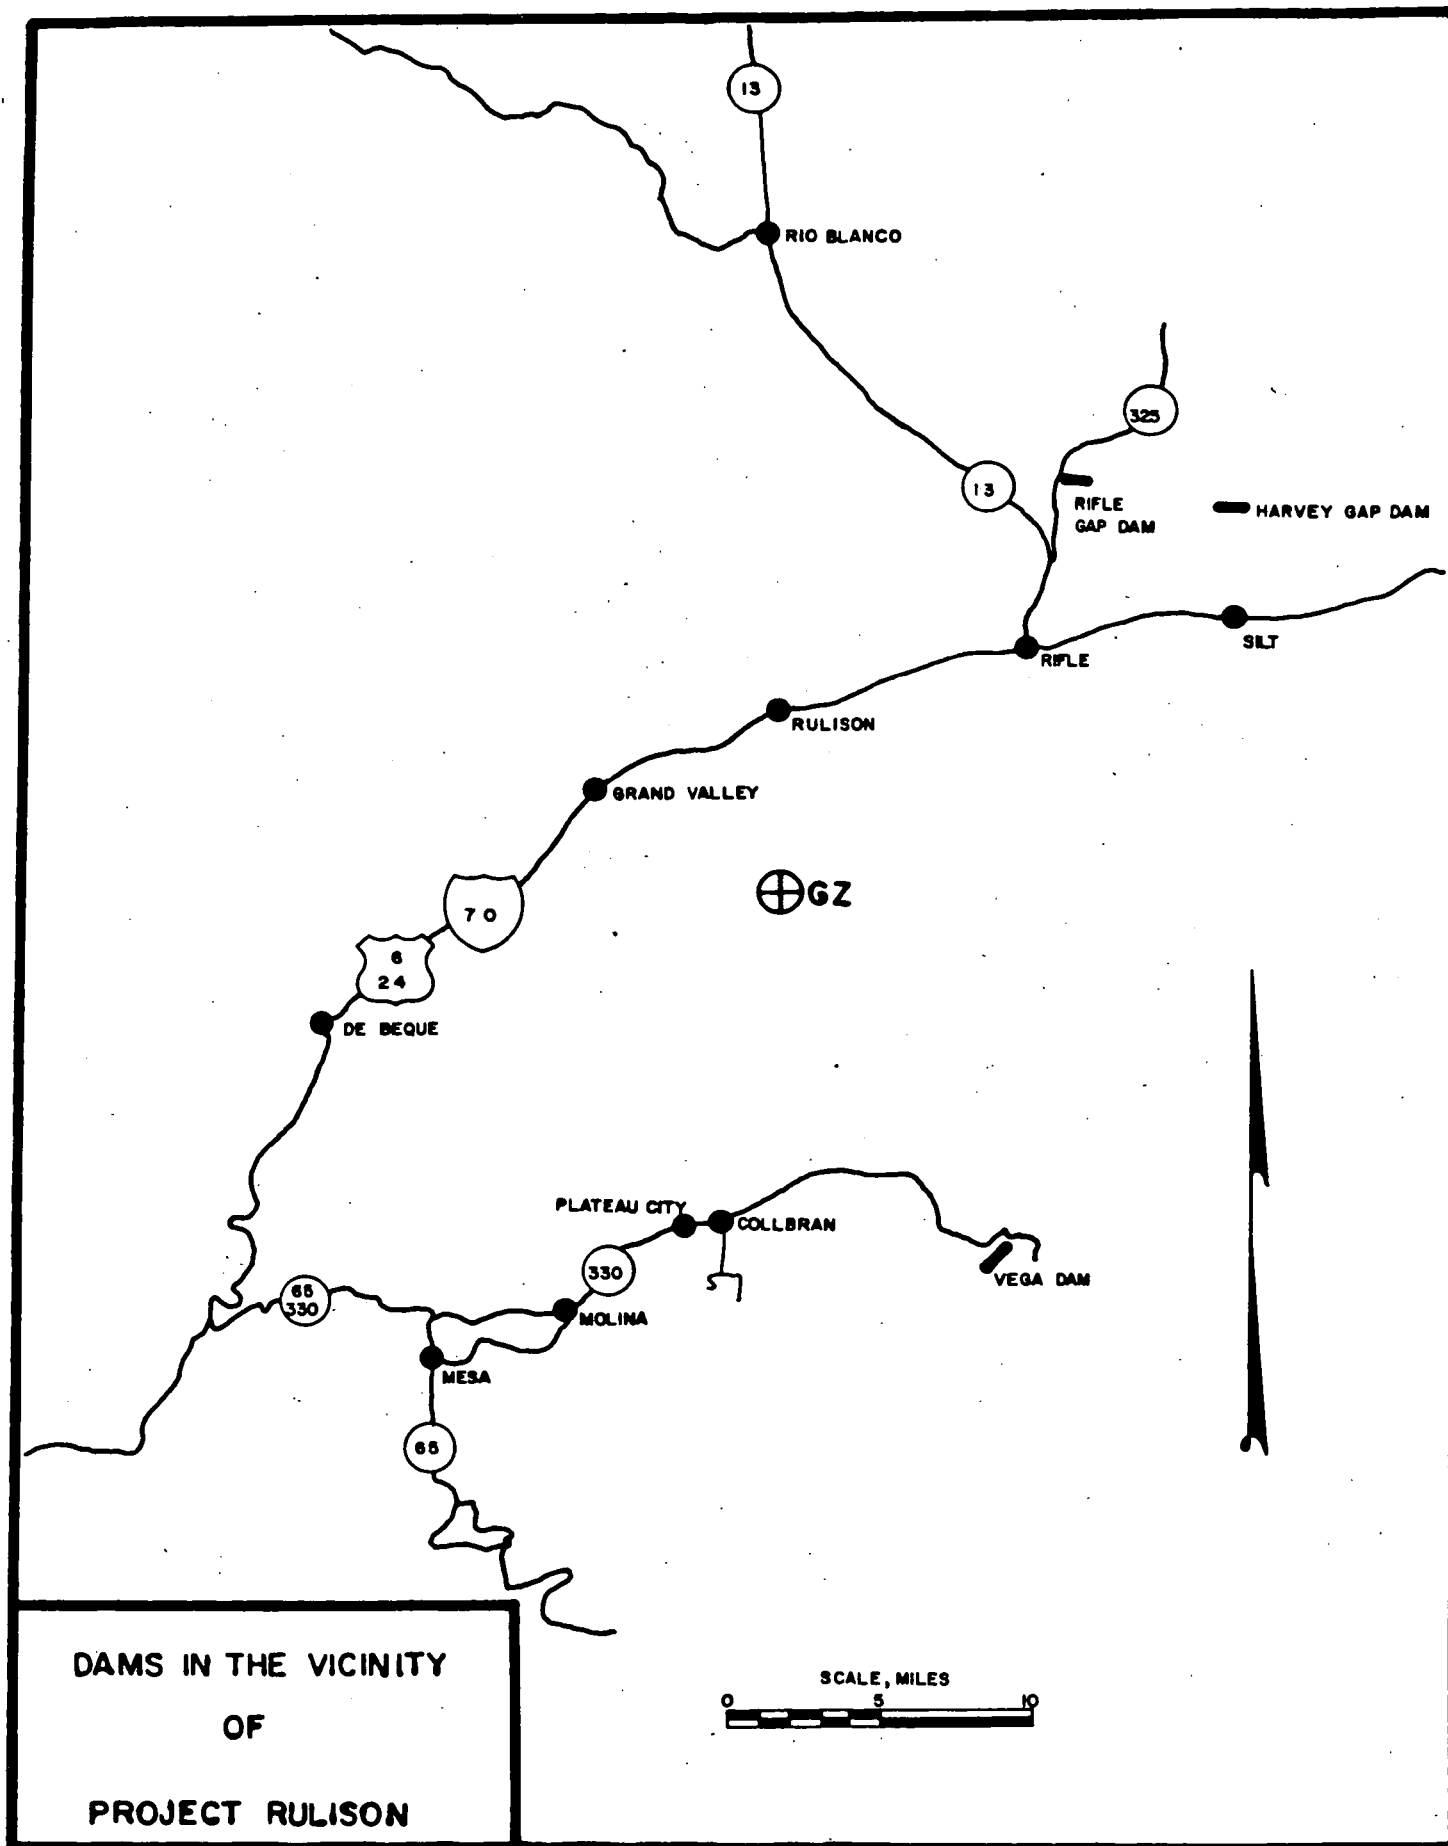 13
RIO BLANCO
325
13
RIFLE
GAP DAM
HARVEY GAP DAM
SILT
RIFLE
RULISON
GRAND VALLEY
GZ
70
6
24
DE BEQUE
PLATEAU CITY
COLLBRAN
330
VEGA DAM
65
330
MOLINA
MESA
65
DAMS IN THE VICINITY
OF
PROJECT RULISON
SCALE, MILES
0 5 10